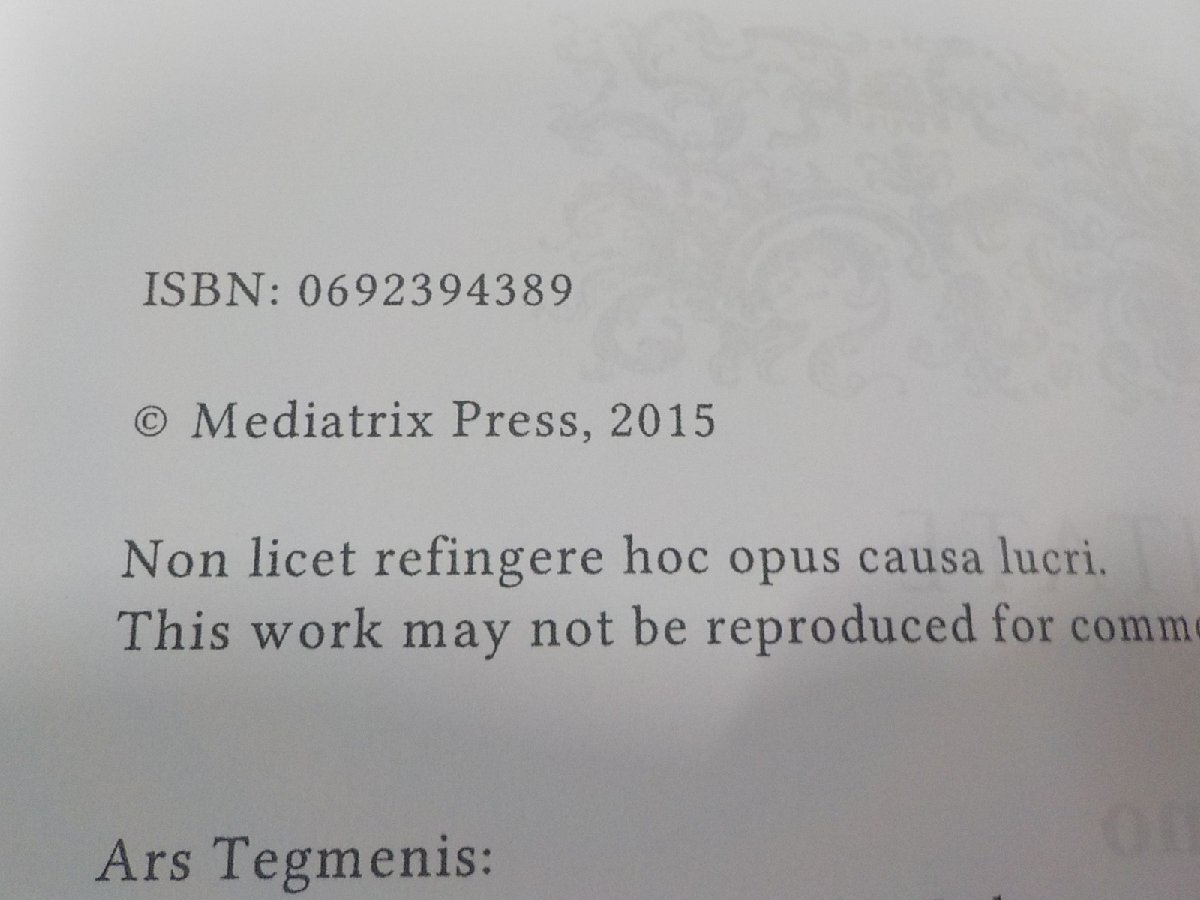 ISBN: 0692394389
© Mediatrix Press, 2015
Non licet refingere hoc opus causa lucri.
This work may not be reproduced for
Ars Tegmenis: